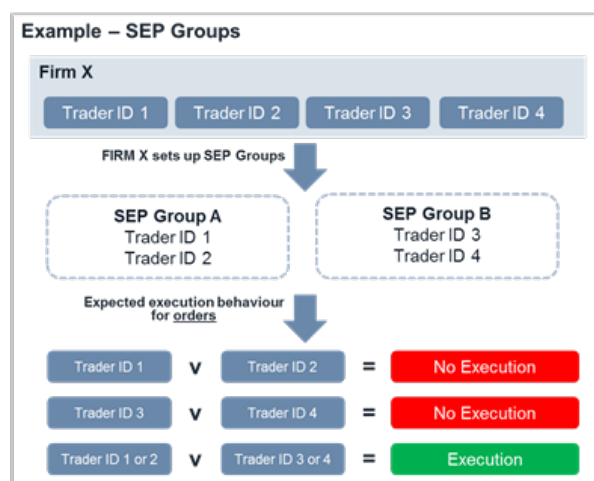 Example – SEP Groups
Firm X
Trader ID 1 Trader ID 2 Trader ID 3 Trader ID 4
FIRM X sets up SEP Groups
SEP Group A
Trader ID 1
Trader ID 2
SEP Group B
Trader ID 3
Trader ID 4
Expected execution behaviour
for orders
Trader ID 1 v Trader ID 2 = No Execution
Trader ID 3 v Trader ID 4 = No Execution
Trader ID 1 or 2 v Trader ID 3 or 4 = Execution